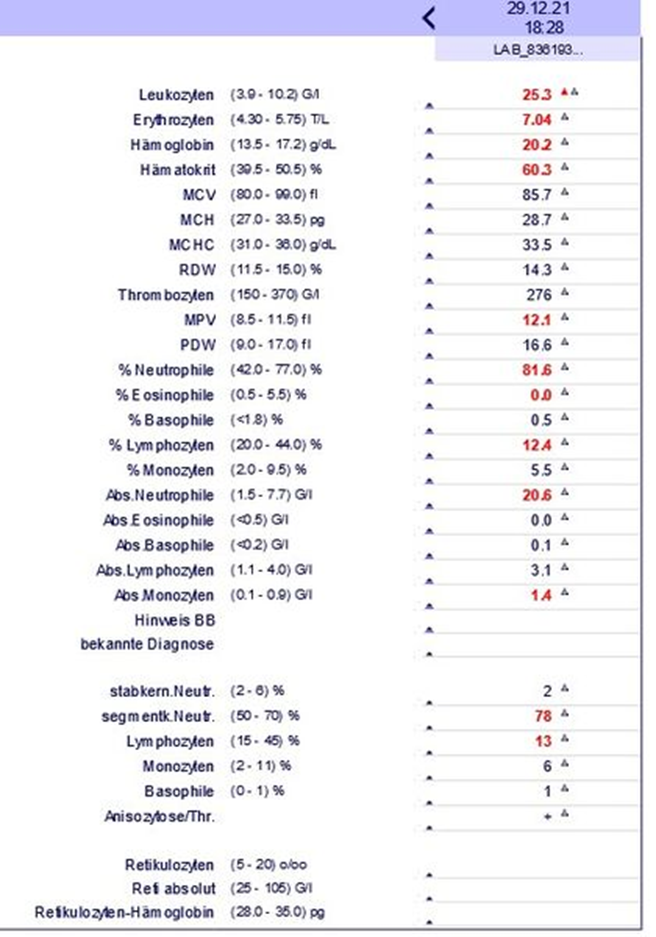 29.12.21
18:28
LAB_836193...
Leukozyten (3.9 - 10.2) G/l 25.3
Erythrozyten (4.30 - 5.75) T/L 7.04
Hämoglobin (13.5 - 17.2) g/dL 20.2
Hämatokrit (39.5 - 50.5) % 60.3
MCV (80.0 - 99.0) fl 85.7
MCH (27.0 - 33.5) pg 28.7
MCHC (31.0 - 36.0) g/dL 33.5
RDW (11.5 - 15.0) % 14.3
Thrombozyten (150 - 370) G/l 276
MPV (8.5 - 11.5) fl 12.1
PDW (9.0 - 17.0) fl 16.6
% Neutrophile (42.0 - 77.0) % 81.6
% Eosinophile (0.5 - 5.5) % 0.0
% Basophile (<1.8) % 0.5
% Lymphozyten (20.0 - 44.0) % 12.4
% Monozyten (2.0 - 9.5) % 5.5
Abs.Neutrophile (1.5 - 7.7) G/l 20.6
Abs.Eosinophile (<0.5) G/l 0.0
Abs.Basophile (<0.2) G/l 0.1
Abs.Lymphozyten (1.1 - 4.0) G/l 3.1
Abs.Monozyten (0.1 - 0.9) G/l 1.4
Hinweis BB
bekannte Diagnose
stabkern.Neutr. (2 - 6) % 2
segmentk.Neutr. (50 - 70) % 78
Lymphozyten (15 - 45) % 13
Monozyten (2 - 11) % 6
Basophile (0 - 1) % 1
Anisozytose/Thr. +
Retikulozyten (5 - 20) o/oo
Reti absolut (25 - 105) G/l
Retikulozyten-Hämoglobin (28.0 - 35.0) pg